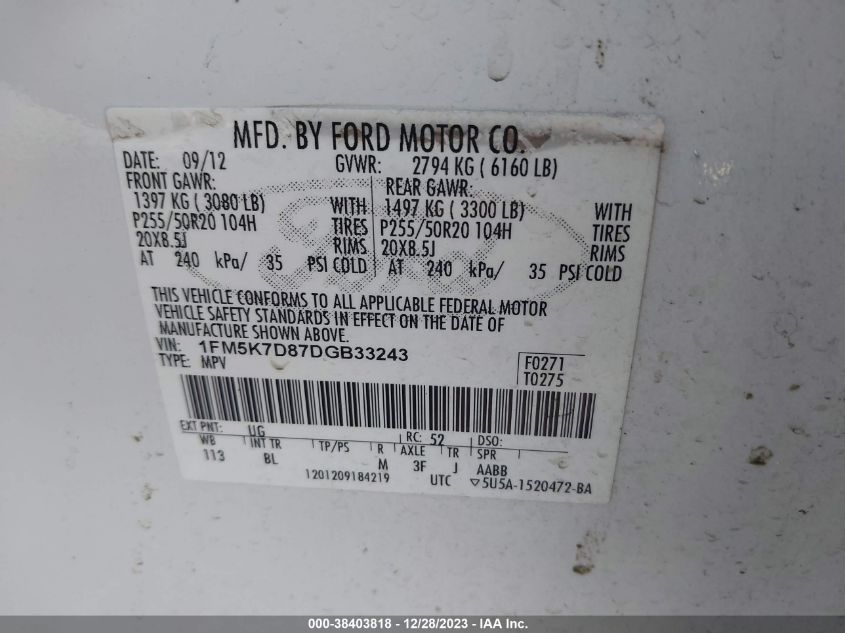 MFD. BY FORD MOTOR CO.
DATE: 09/12 GVWR: 2794 KG ( 6160 LB)
FRONT GAWR: REAR GAWR:
1397 KG ( 3080 LB) WITH 1497 KG ( 3300 LB) WITH
P255/50R20 104H TIRES P255/50R20 104H TIRES
20X8.5J RIMS 20X8.5J RIMS
AT 240 kPa/ 35 PSI COLD AT 240 kPa/ 35 PSI COLD
Ford
THIS VEHICLE CONFORMS TO ALL APPLICABLE FEDERAL MOTOR
VEHICLE SAFETY STANDARDS IN EFFECT ON THE DATE OF
MANUFACTURE SHOWN ABOVE.
VIN: 1FM5K7D87DGB33243
TYPE: MPV
F0271
T0275
EXT PNT: UG RC: 52 DSO:
WB INT TR TP/PS R AXLE TR SPR
113 BL M 3F J AABB
1201209184219 UTC ▽5U5A-1520472-BA
000-38403818 - 12/28/2023 - IAA Inc.